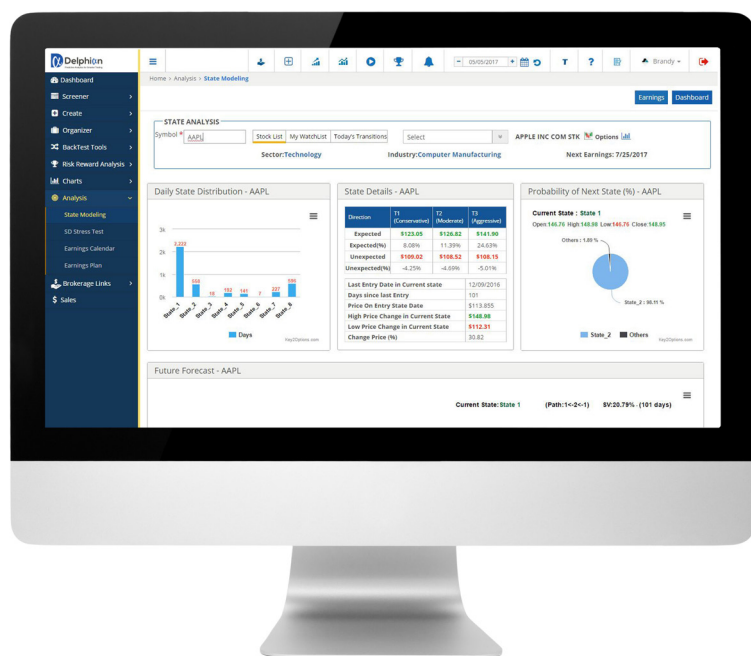 Delphian
05/05/2017
T
?
Brandy
Dashboard
Screener
Create
Organizer
BackTest Tools
Risk Reward Analysis
Charts
Analysis
State Modeling
SD Stress Test
Earnings Calendar
Earnings Plan
Brokerage Links
$ Sales
Home > Analysis > State Modeling
Earnings Dashboard
STATE ANALYSIS
Symbol * AAPL Stock List My WatchList Today's Transitions Select APPLE INC COM STK Options
Sector:Technology Industry:Computer Manufacturing Next Earnings: 7/25/2017
Daily State Distribution - AAPL
3k
2k
1k
0k
2,223
192
141
7
227
State_1 State_2 State_3 State_4 State_5 State_6 State_7 State_8
Days
Key2Options.com
State Details - AAPL
Direction T1 (Conservative) T2 (Moderate) T3 (Aggressive)
Expected $123.05 $126.82 $141.90
Expected(%) 8.08% 11.39% 24.63%
Unexpected $109.02 $108.52 $108.15
Unexpected(%) -4.25% -4.69% -5.01%
Last Entry Date in Current state 12/09/2016
Days since last Entry 101
Price On Entry State Date $113.855
High Price Change in Current State $148.98
Low Price Change in Current State $112.31
Change Price (%) 30.82
Probability of Next State (%) - AAPL
Current State : State 1
Open:146.76 High:148.98 Low:146.76 Close:148.95
Others : 1.89 %
State_2 : 98.11 %
State_2 Others
Key2Options.com
Future Forecast - AAPL
Current State: State 1 (Path:1<-2<-1) SV:20.79% - (101 days)